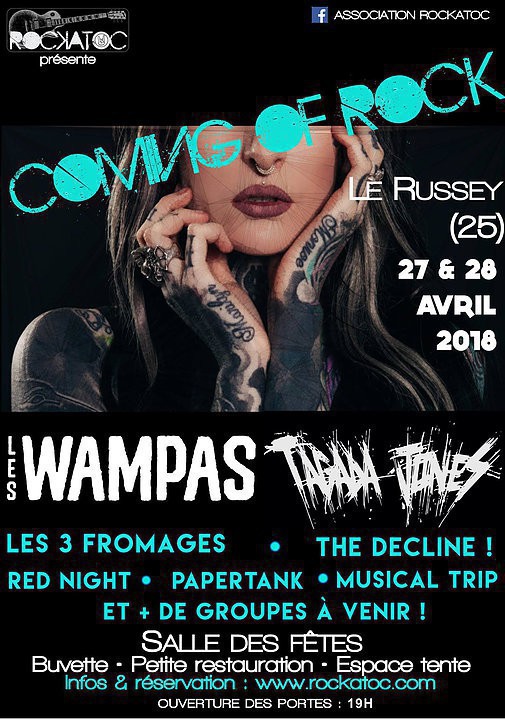 ROCKATOC
présente
ASSOCIATION ROCKATOC
COMING OF ROCK
LE RUSSEY
(25)
27 & 28
AVRIL
2018
Monroe
Marilyn
LES WAMPAS
TAGADA JONES
LES 3 FROMAGES • THE DECLINE !
RED NIGHT • PAPERTANK • MUSICAL TRIP
ET + DE GROUPES À VENIR !
SALLE DES FÊTES
Buvette - Petite restauration - Espace tente
Infos & réservation : www.rockatoc.com
OUVERTURE DES PORTES : 19H